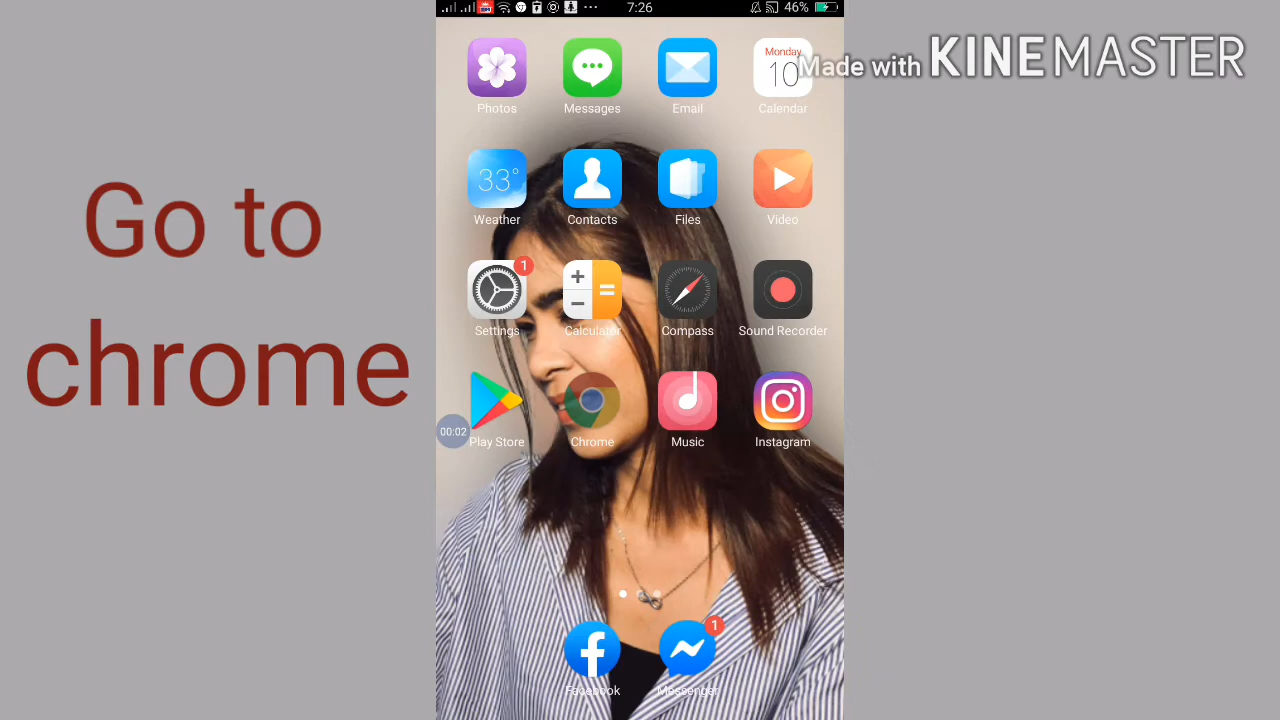 7:26
46%
Made with KINEMASTER
Monday
10
Photos
Messages
Email
Calendar
33°
Weather
Contacts
Files
Video
Go to
chrome
1
Settings
Calculator
Compass
Sound Recorder
00:02
Play Store
Chrome
Music
Instagram
1
Facebook
Messenger